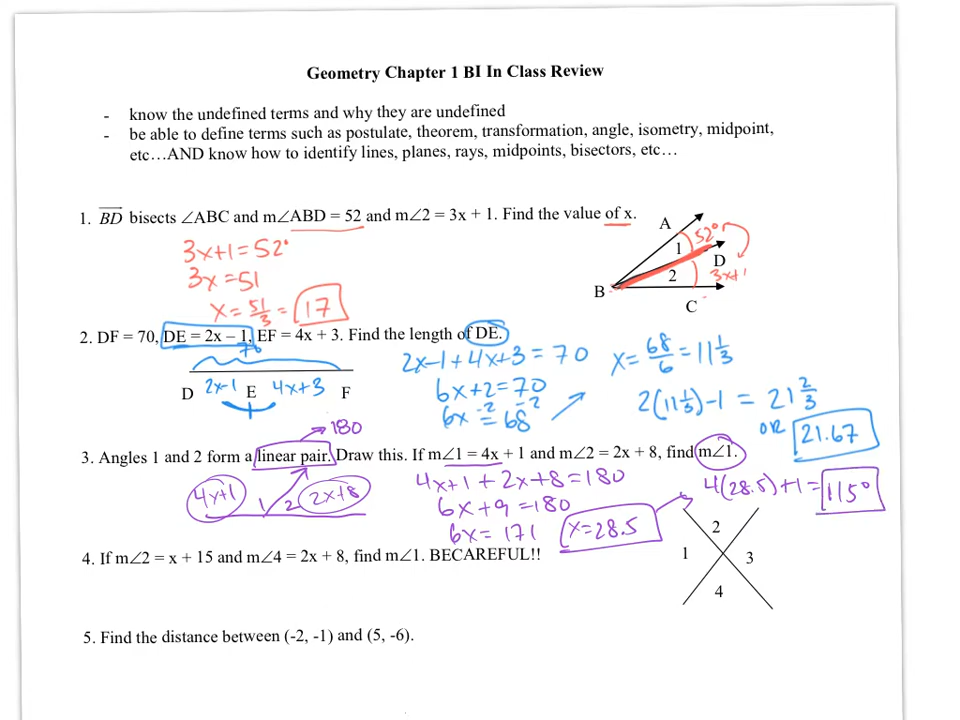 Geometry Chapter 1 BI In Class Review
- know the undefined terms and why they are undefined
- be able to define terms such as postulate, theorem, transformation, angle, isometry, midpoint,
etc…AND know how to identify lines, planes, rays, midpoints, bisectors, etc…
1. BD bisects ∠ABC and m∠ABD = 52 and m∠2 = 3x + 1. Find the value of x.
3x+1=52°
3x=51
x=51/3=17
A
1
52°
D
2
3x+1
B
C
2. DF = 70, DE = 2x – 1, EF = 4x + 3. Find the length of DE.
70
D 2x-1 E 4x+3 F
2x-1+4x+3=70
6x+2=70
-2 -2
6x = 68
x=68/6=11 1/3
2(11 1/3)-1 = 21 2/3
OR 21.67
180
3. Angles 1 and 2 form a linear pair. Draw this. If m∠1 = 4x + 1 and m∠2 = 2x + 8, find m∠1.
4x+1 1 2 2x+8
4x+1+2x+8=180
6x+9=180
6x=171 x=28.5
4(28.5)+1=115°
4. If m∠2 = x + 15 and m∠4 = 2x + 8, find m∠1. BECAREFUL!!
2
1 3
4
5. Find the distance between (-2, -1) and (5, -6).